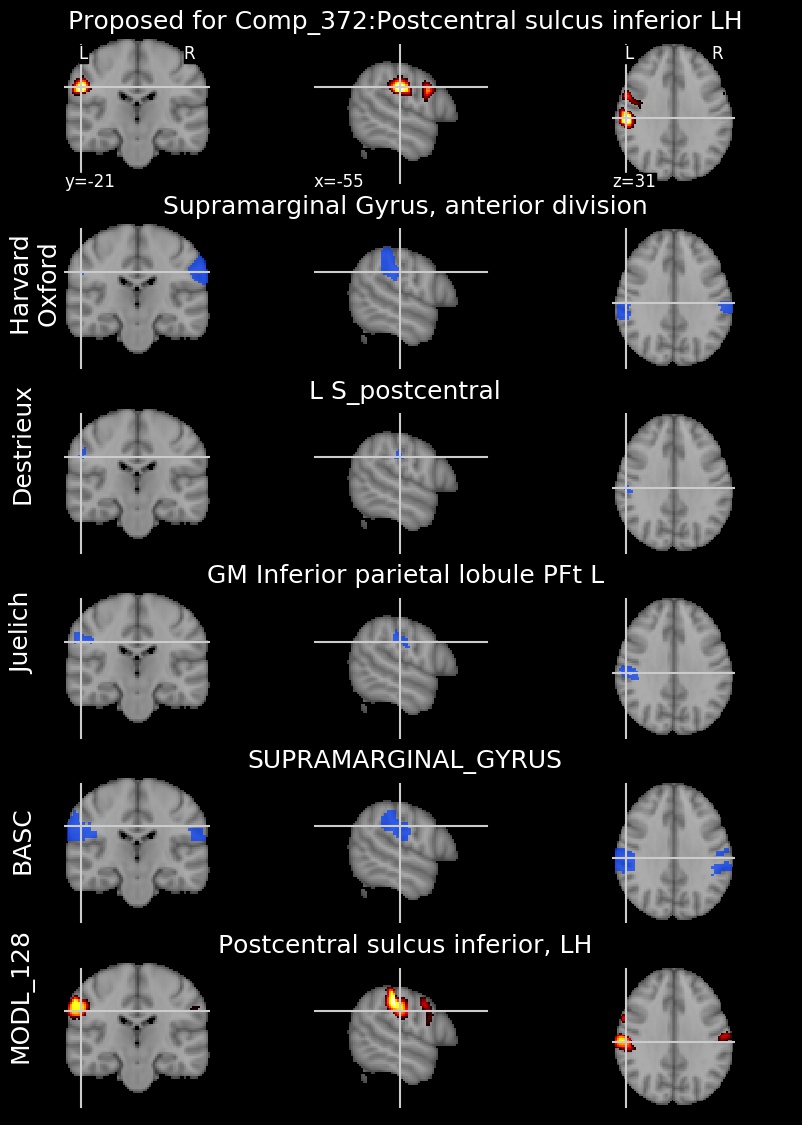 Proposed for Comp_372:Postcentral sulcus inferior LH
L R
L R
y=-21
x=-55
z=31
Supramarginal Gyrus, anterior division
Harvard
Oxford
L S_postcentral
Destrieux
GM Inferior parietal lobule PFt L
Juelich
SUPRAMARGINAL_GYRUS
BASC
Postcentral sulcus inferior, LH
MODL_128